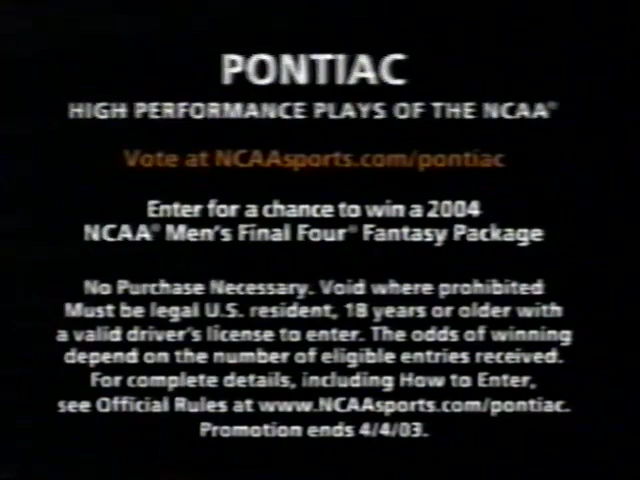 PONTIAC
HIGH PERFORMANCE PLAYS OF THE NCAA®
Vote at NCAAsports.com/pontiac
Enter for a chance to win a 2004
NCAA® Men's Final Four® Fantasy Package
No Purchase Necessary. Void where prohibited
Must be legal U.S. resident, 18 years or older with
a valid driver's license to enter. The odds of winning
depend on the number of eligible entries received.
For complete details, including How to Enter,
see Official Rules at www.NCAAsports.com/pontiac.
Promotion ends 4/4/03.